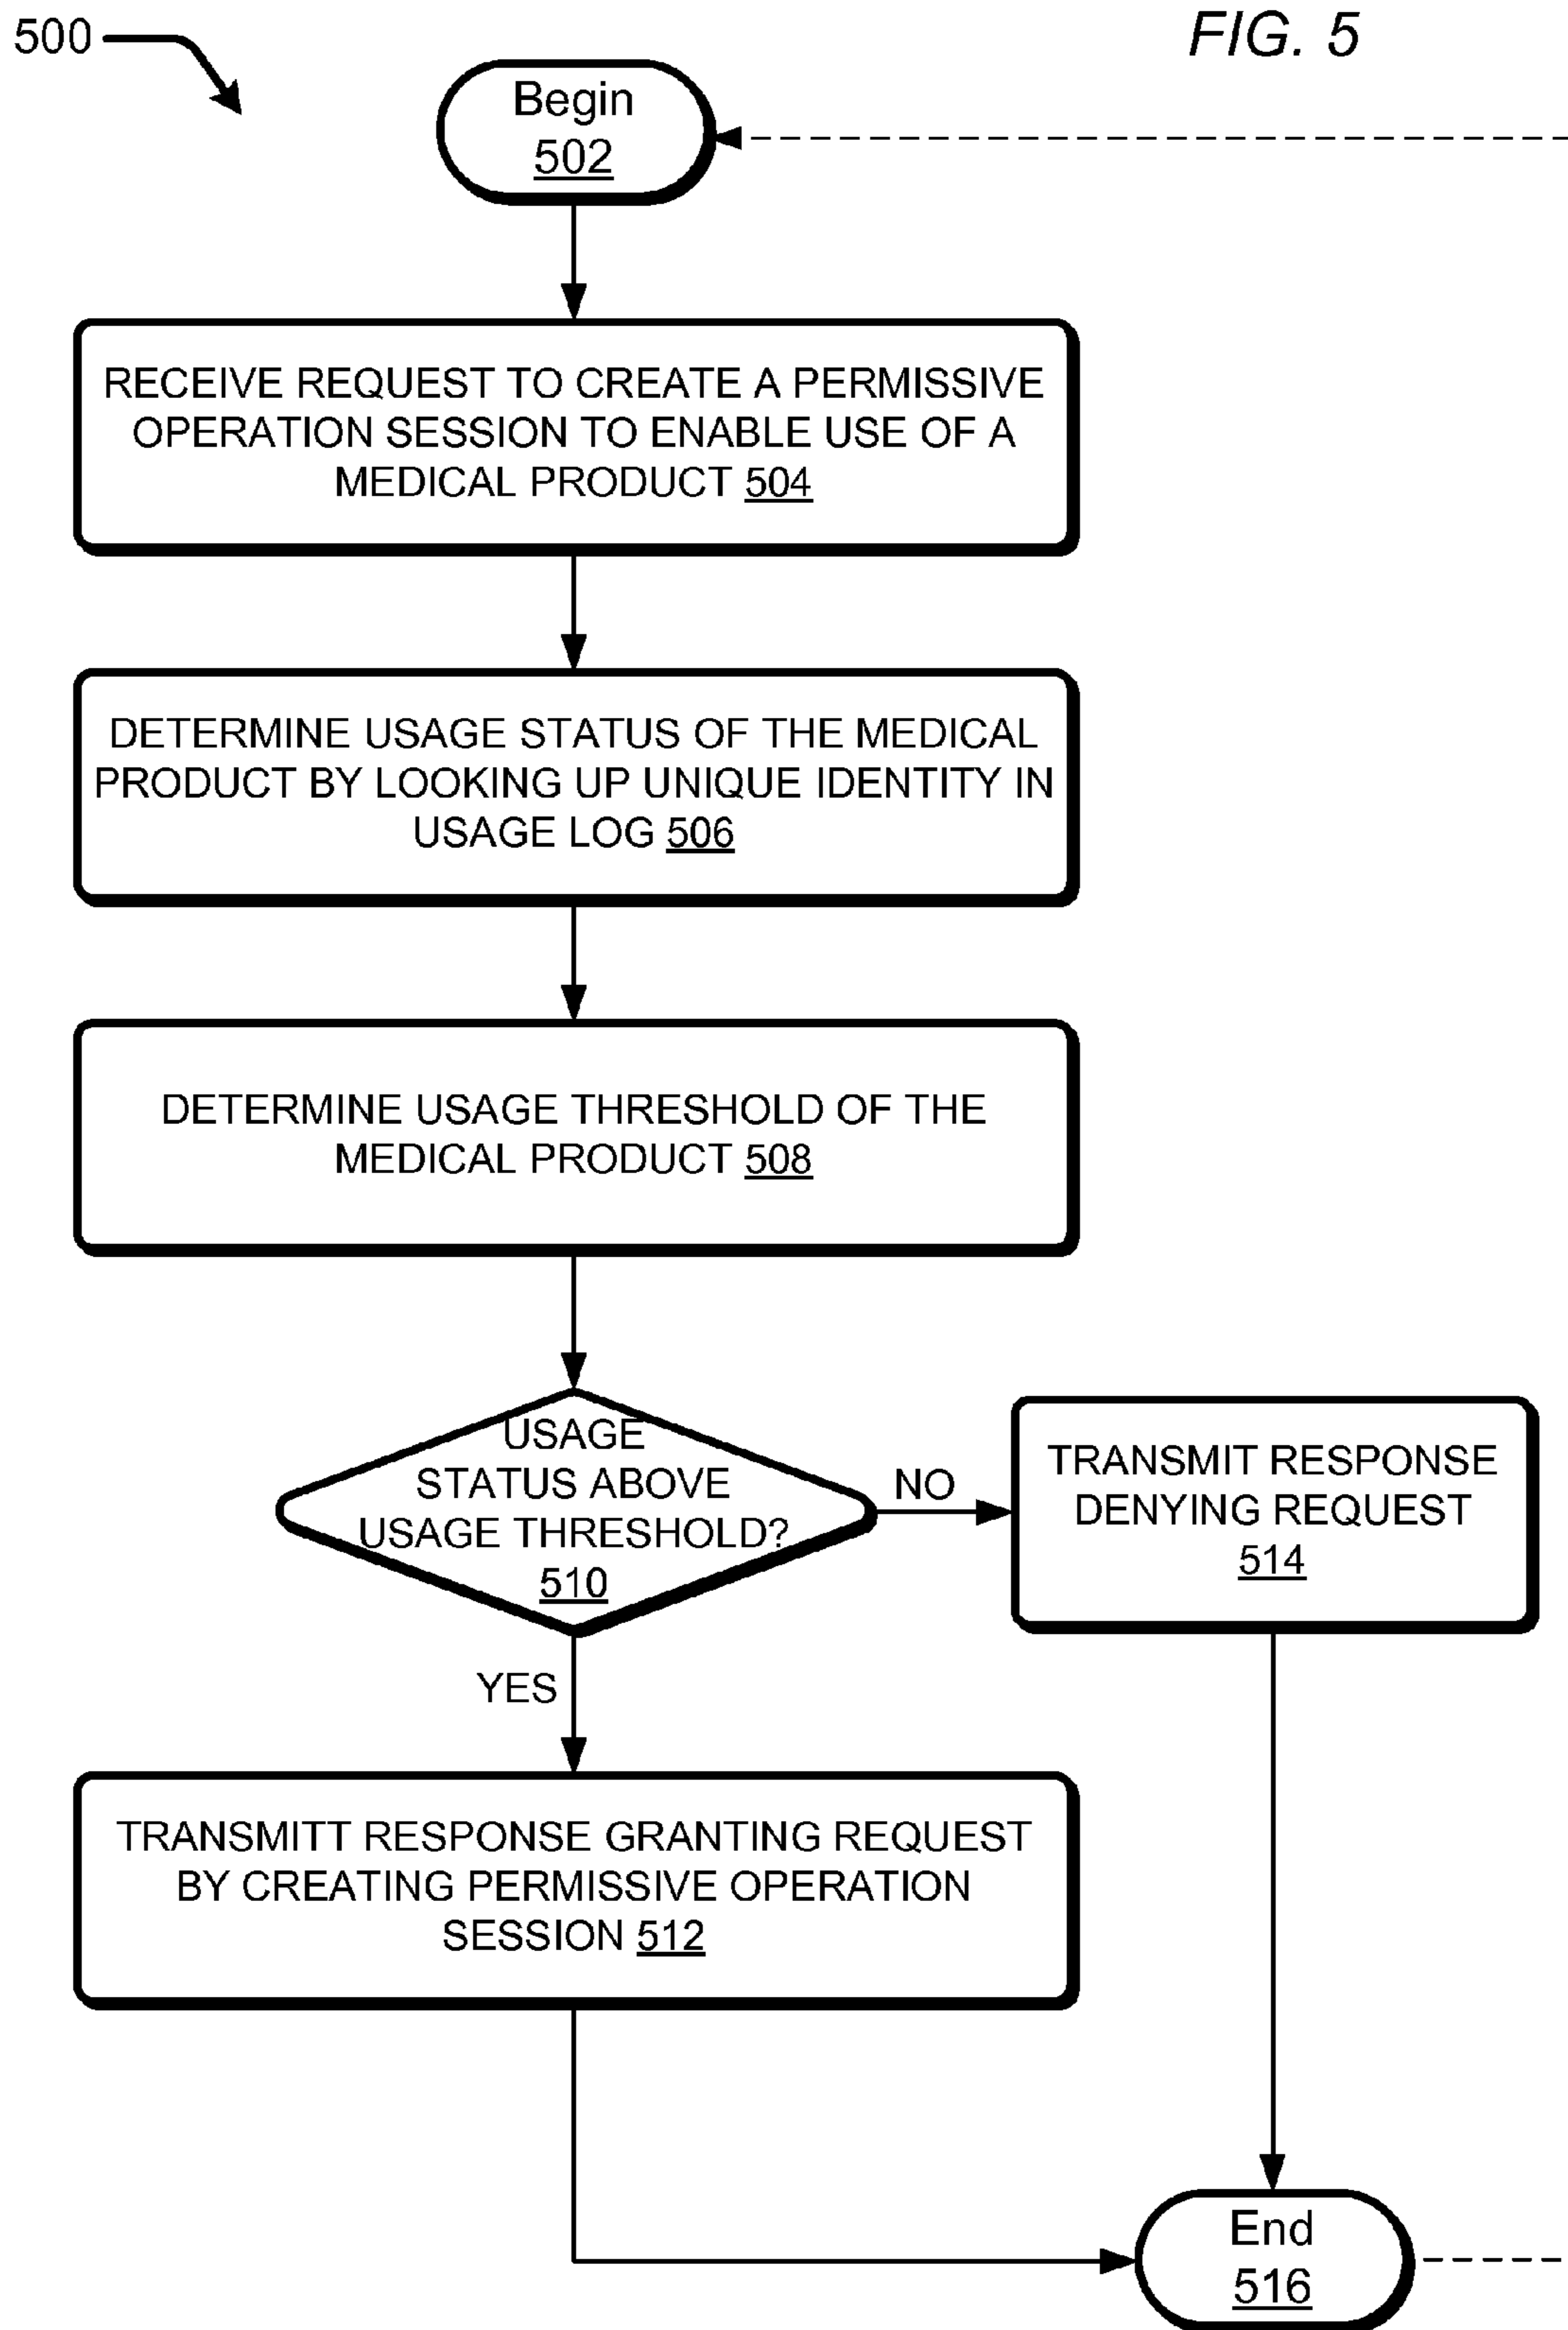 500
FIG. 5
Begin
502
RECEIVE REQUEST TO CREATE A PERMISSIVE
OPERATION SESSION TO ENABLE USE OF A
MEDICAL PRODUCT 504
DETERMINE USAGE STATUS OF THE MEDICAL
PRODUCT BY LOOKING UP UNIQUE IDENTITY IN
USAGE LOG 506
DETERMINE USAGE THRESHOLD OF THE
MEDICAL PRODUCT 508
USAGE
STATUS ABOVE
USAGE THRESHOLD?
510
NO
TRANSMIT RESPONSE
DENYING REQUEST
514
YES
TRANSMITT RESPONSE GRANTING REQUEST
BY CREATING PERMISSIVE OPERATION
SESSION 512
End
516